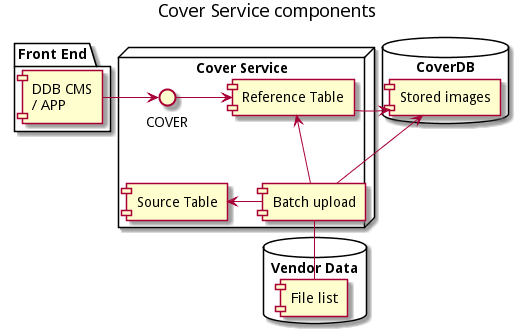 Cover Service components
Front End
DDB CMS
/ APP
COVER
Cover Service
Reference Table
CoverDB
Stored images
Source Table
Batch upload
Vendor Data
File list